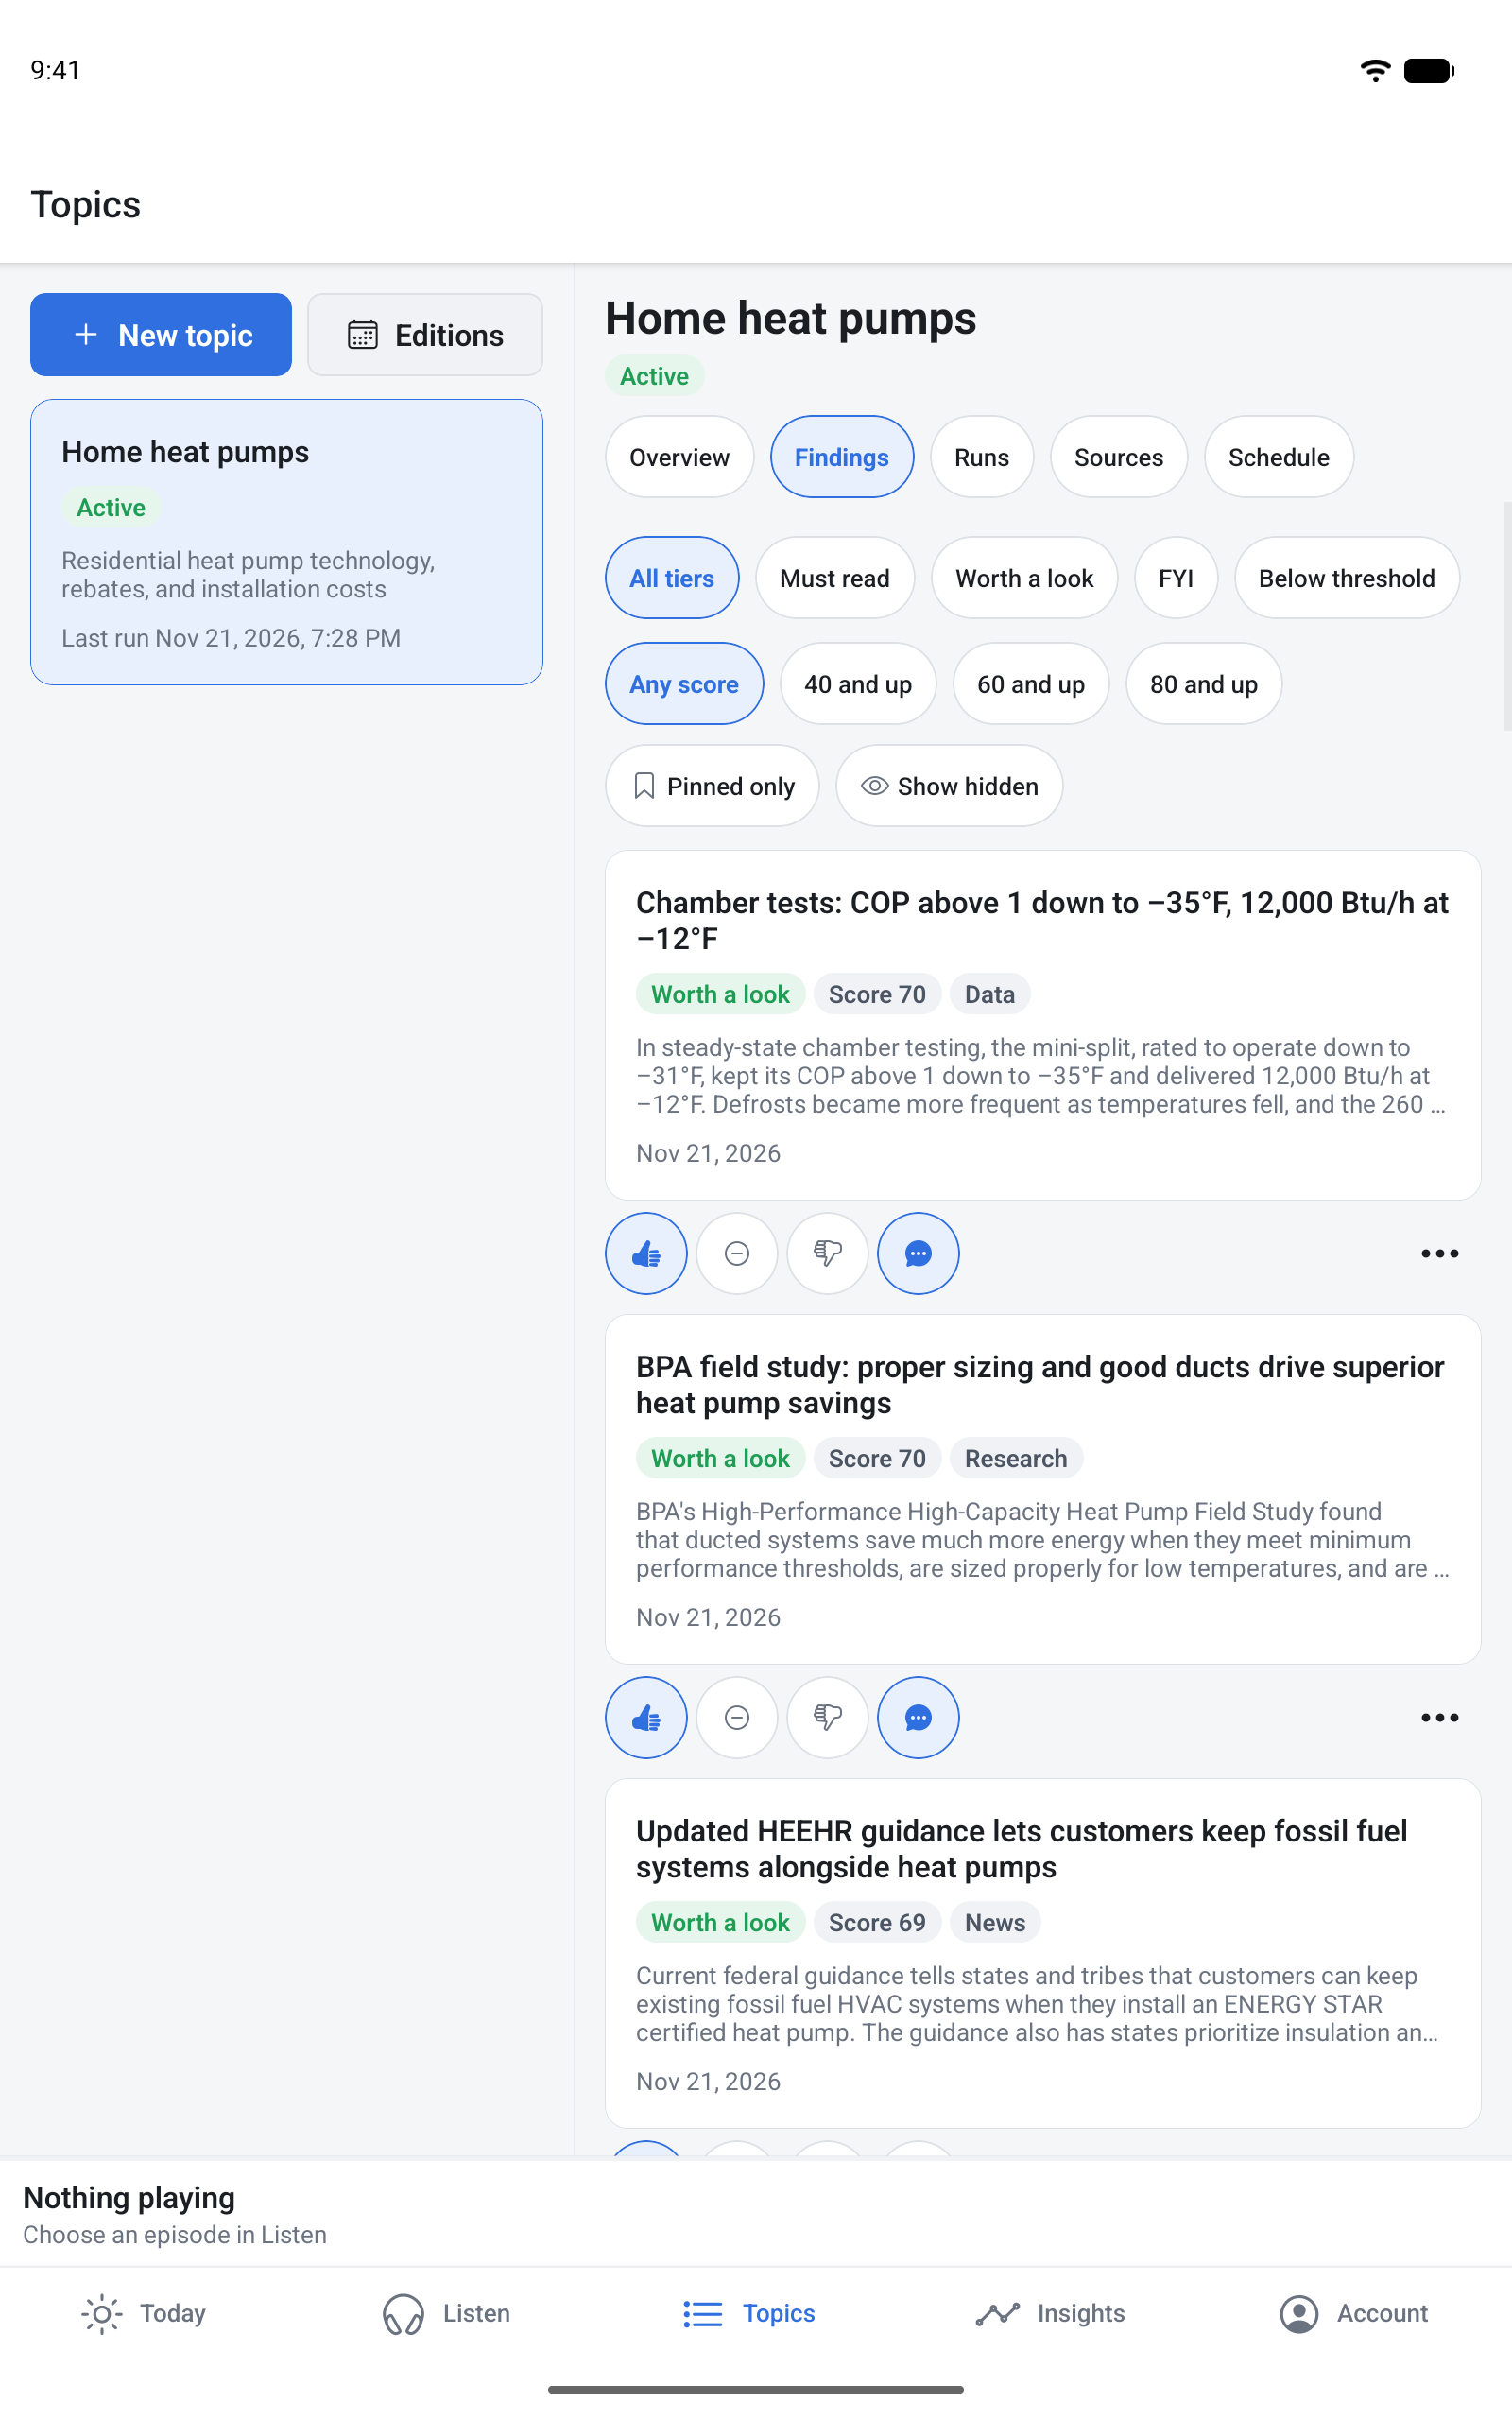 9:41
Topics
New topic
Editions
Home heat pumps
Active
Residential heat pump technology,
rebates, and installation costs
Last run Nov 21, 2026, 7:28 PM
Home heat pumps
Active
Overview
Findings
Runs
Sources
Schedule
All tiers
Must read
Worth a look
FYI
Below threshold
Any score
40 and up
60 and up
80 and up
Pinned only
Show hidden
Chamber tests: COP above 1 down to −35°F, 12,000 Btu/h at
−12°F
Worth a look
Score 70
Data
In steady-state chamber testing, the mini-split, rated to operate down to
−31°F, kept its COP above 1 down to −35°F and delivered 12,000 Btu/h at
−12°F. Defrosts became more frequent as temperatures fell, and the 260 ...
Nov 21, 2026
BPA field study: proper sizing and good ducts drive superior
heat pump savings
Worth a look
Score 70
Research
BPA's High-Performance High-Capacity Heat Pump Field Study found
that ducted systems save much more energy when they meet minimum
performance thresholds, are sized properly for low temperatures, and are ...
Nov 21, 2026
Updated HEEHR guidance lets customers keep fossil fuel
systems alongside heat pumps
Worth a look
Score 69
News
Current federal guidance tells states and tribes that customers can keep
existing fossil fuel HVAC systems when they install an ENERGY STAR
certified heat pump. The guidance also has states prioritize insulation an...
Nov 21, 2026
Nothing playing
Choose an episode in Listen
Today
Listen
Topics
Insights
Account